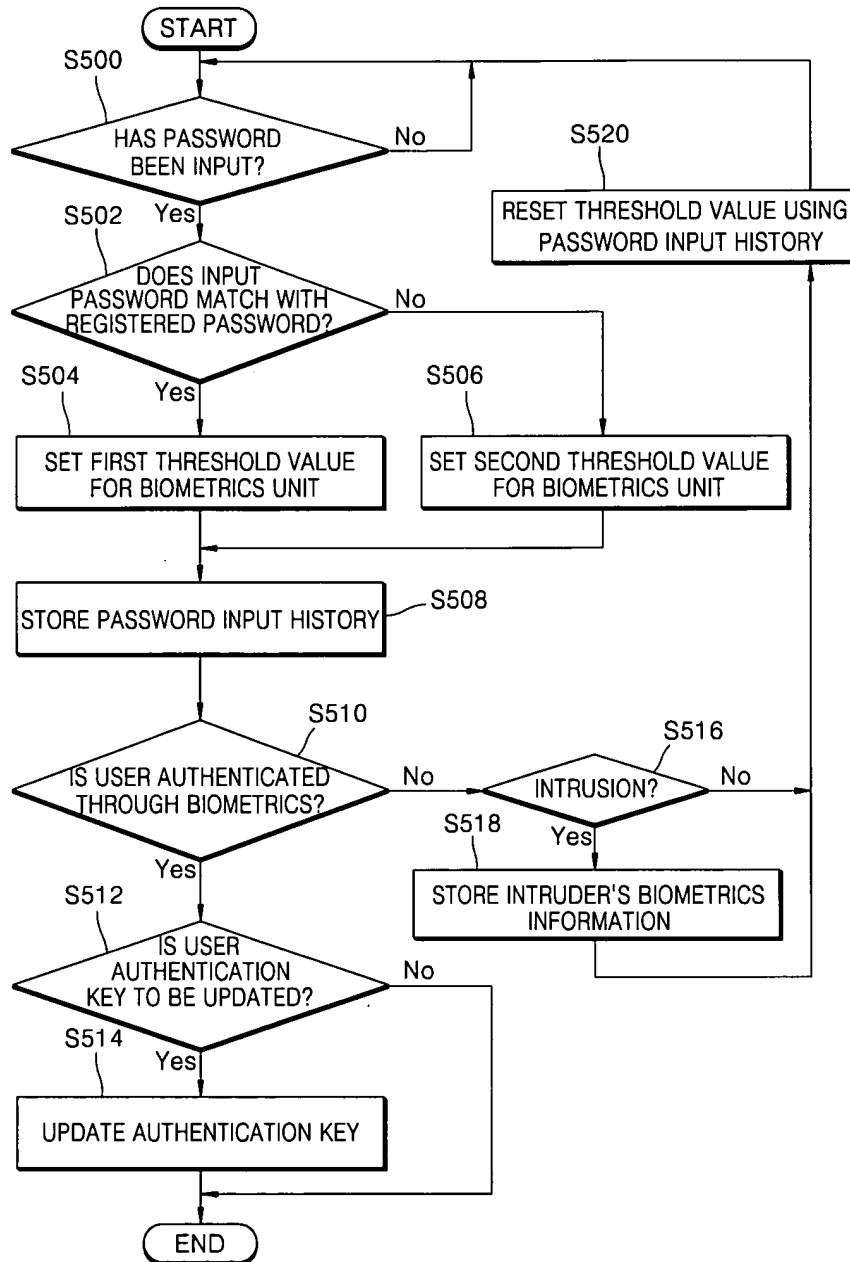 START
S500
HAS PASSWORD
BEEN INPUT?
No
Yes
S520
RESET THRESHOLD VALUE USING
PASSWORD INPUT HISTORY
S502
DOES INPUT
PASSWORD MATCH WITH
REGISTERED PASSWORD?
No
Yes
S504
SET FIRST THRESHOLD VALUE
FOR BIOMETRICS UNIT
S506
SET SECOND THRESHOLD VALUE
FOR BIOMETRICS UNIT
STORE PASSWORD INPUT HISTORY
S508
S510
IS USER AUTHENTICATED
THROUGH BIOMETRICS?
No
Yes
S516
INTRUSION?
No
Yes
S518
STORE INTRUDER'S BIOMETRICS
INFORMATION
S512
IS USER
AUTHENTICATION
KEY TO BE UPDATED?
No
Yes
S514
UPDATE AUTHENTICATION KEY
END